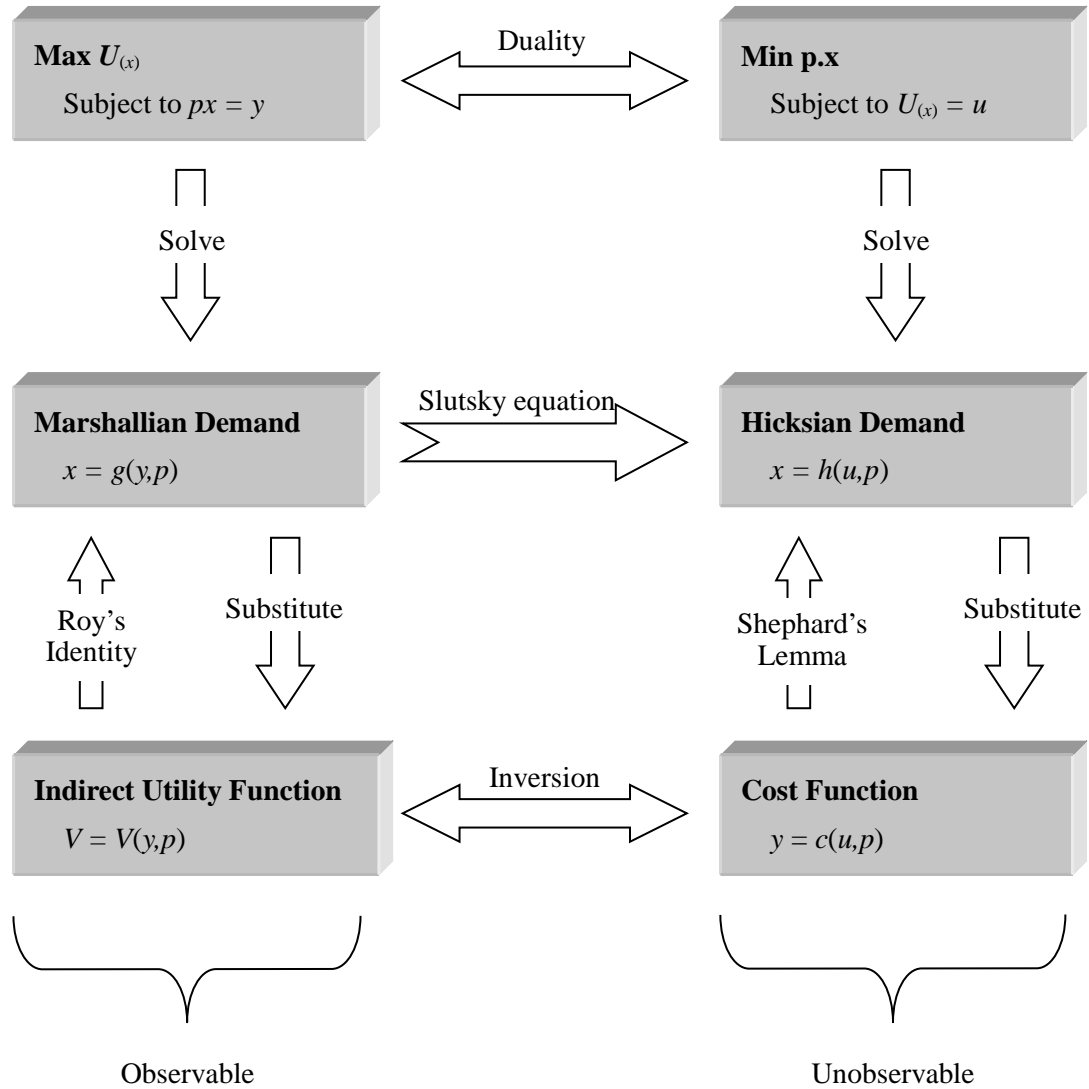 Duality
Max U(x)
Subject to px = y
Min p.x
Subject to U(x) = u
Solve
Solve
Slutsky equation
Marshallian Demand
x = g(y,p)
Hicksian Demand
x = h(u,p)
Roy’s
Identity
Substitute
Shephard’s
Lemma
Substitute
Inversion
Indirect Utility Function
V = V(y,p)
Cost Function
y = c(u,p)
Observable
Unobservable